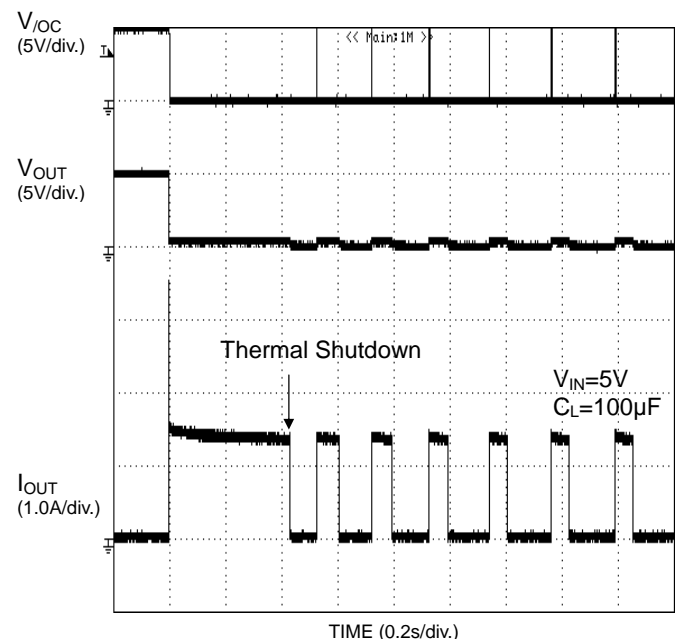 V/OC
(5V/div.)
<< Main:1M >>
T
VOUT
(5V/div.)
Thermal Shutdown
VIN=5V
CL=100µF
IOUT
(1.0A/div.)
TIME (0.2s/div.)